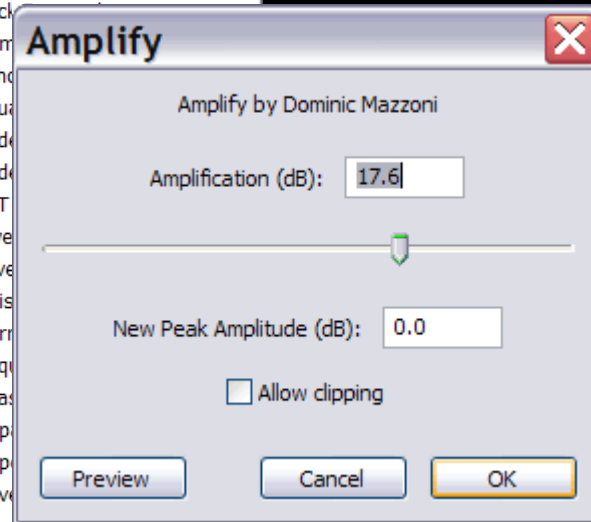 Amplify
Amplify by Dominic Mazzoni
Amplification (dB): 17.6
New Peak Amplitude (dB): 0.0
Allow clipping
Preview Cancel OK